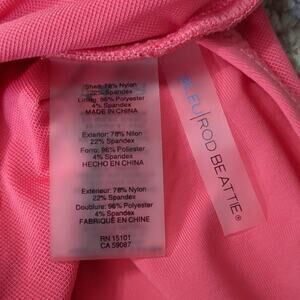 Shell: 78% Nylon
22% Spandex
Lining: 96% Polyester
4% Spandex
MADE IN CHINA
Exterior: 78% Nilon
22% Spandex
Forro: 96% Poliester
4% Spandex
HECHO EN CHINA
Extérieur: 78% Nylon
22% Spandex
Doublure: 96% Polyester
4% Spandex
FABRIQUÉ EN CHINE
RN 15101
CA 59087
BLEU|ROD BEATTIE®